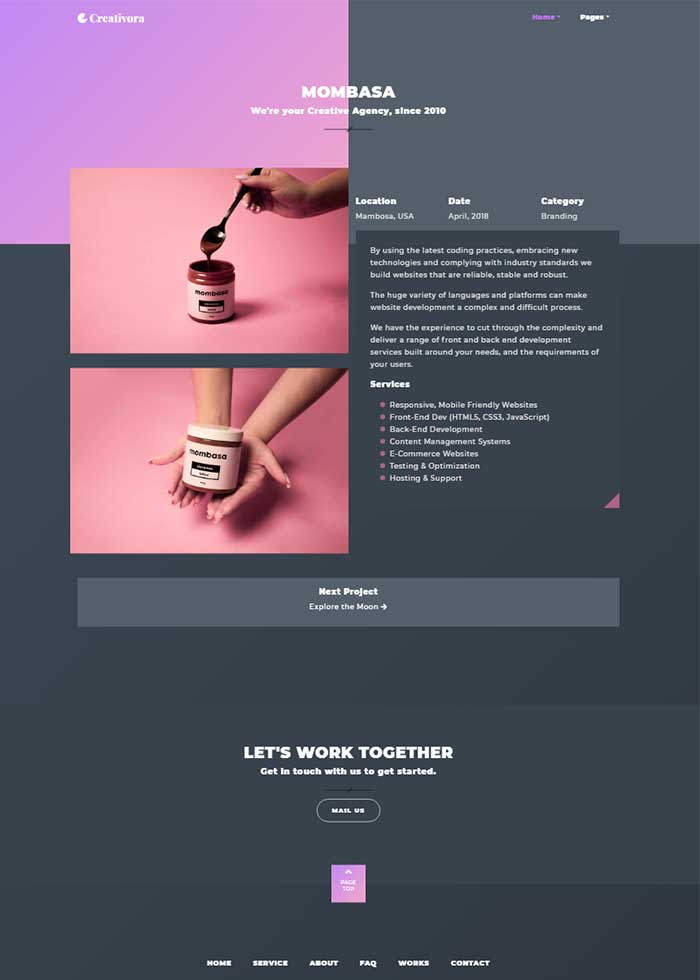 Creativora
Home
Pages
MOMBASA
We're your Creative Agency, since 2010
mombasa
Location
Date
Category
Mambosa, USA
April, 2018
Branding
By using the latest coding practices, embracing new
technologies and complying with industry standards we
build websites that are reliable, stable and robust.
The huge variety of languages and platforms can make
website development a complex and difficult process.
We have the experience to cut through the complexity and
deliver a range of front and back end development
services built around your needs, and the requirements of
your users.
Services
Responsive, Mobile Friendly Websites
Front-End Dev (HTML5, CSS3, JavaScript)
Back-End Development
Content Management Systems
E-Commerce Websites
Testing & Optimization
Hosting & Support
mombasa
Next Project
Explore the Moon →
LET'S WORK TOGETHER
Get in touch with us to get started.
MAIL US
PAGE
TOP
HOME
SERVICE
ABOUT
FAQ
WORKS
CONTACT